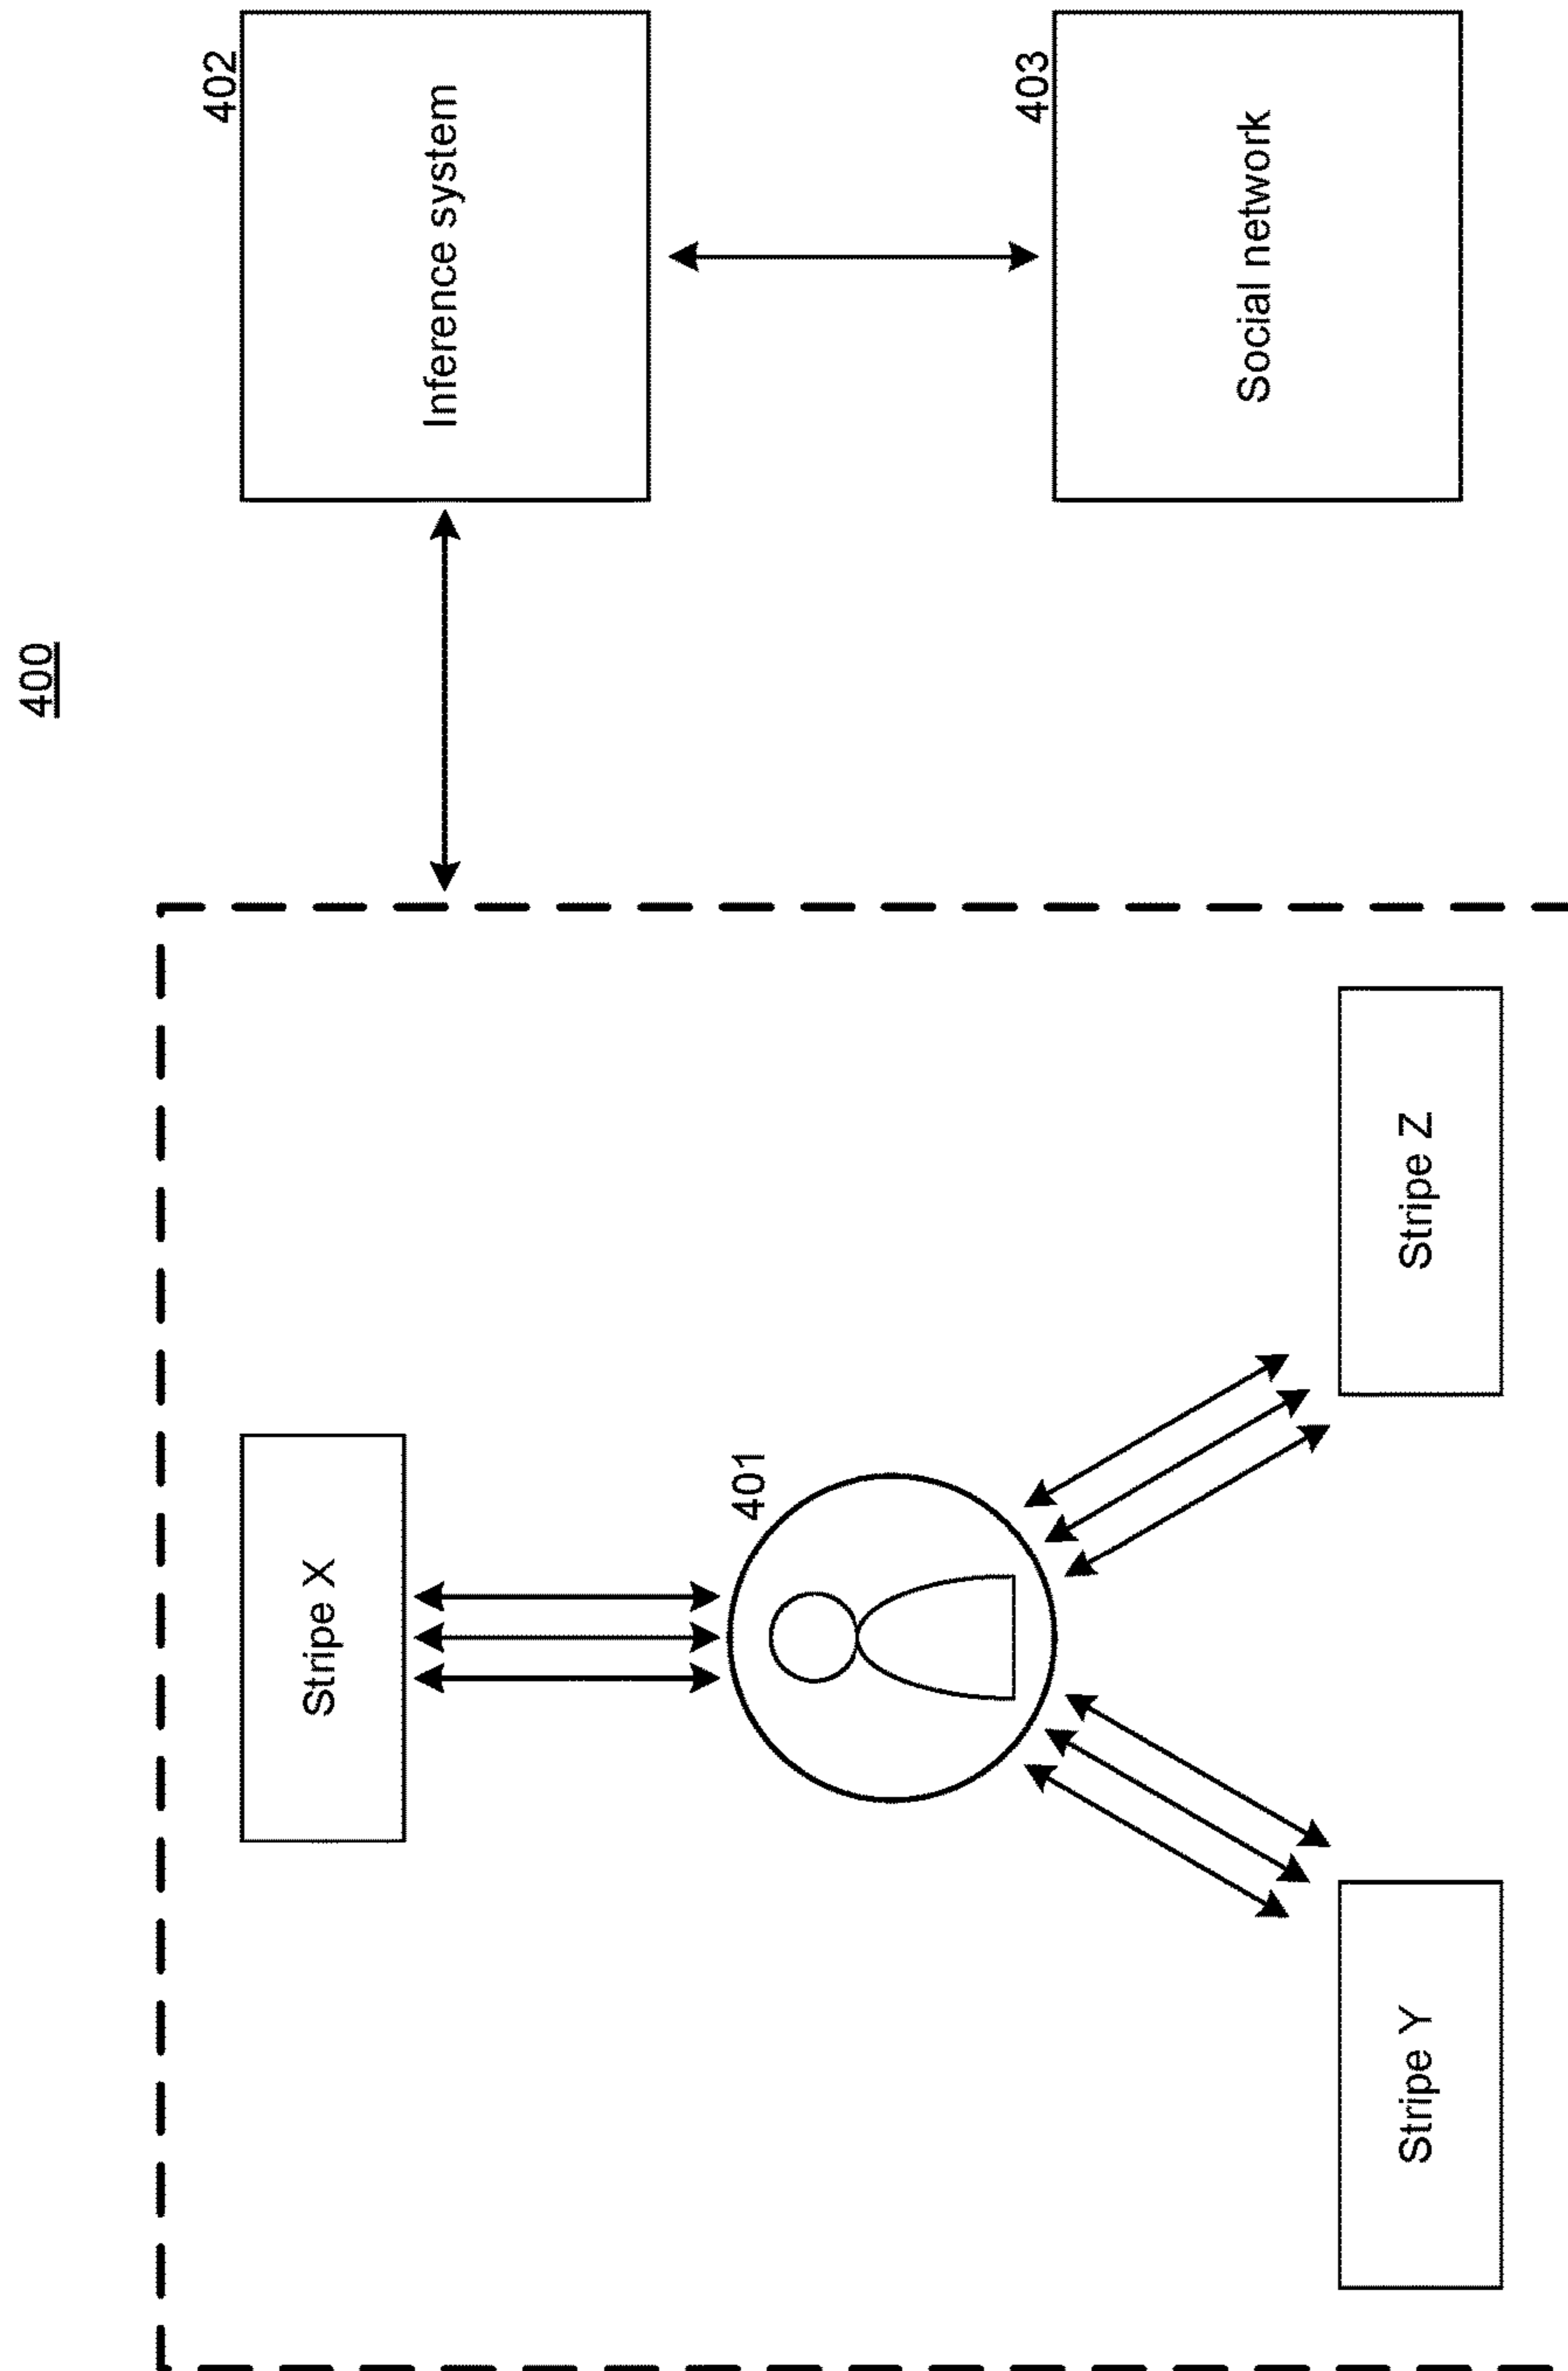 400
402
Stripe X
Inference system
401
403
Social network
Stripe Y
Stripe Z